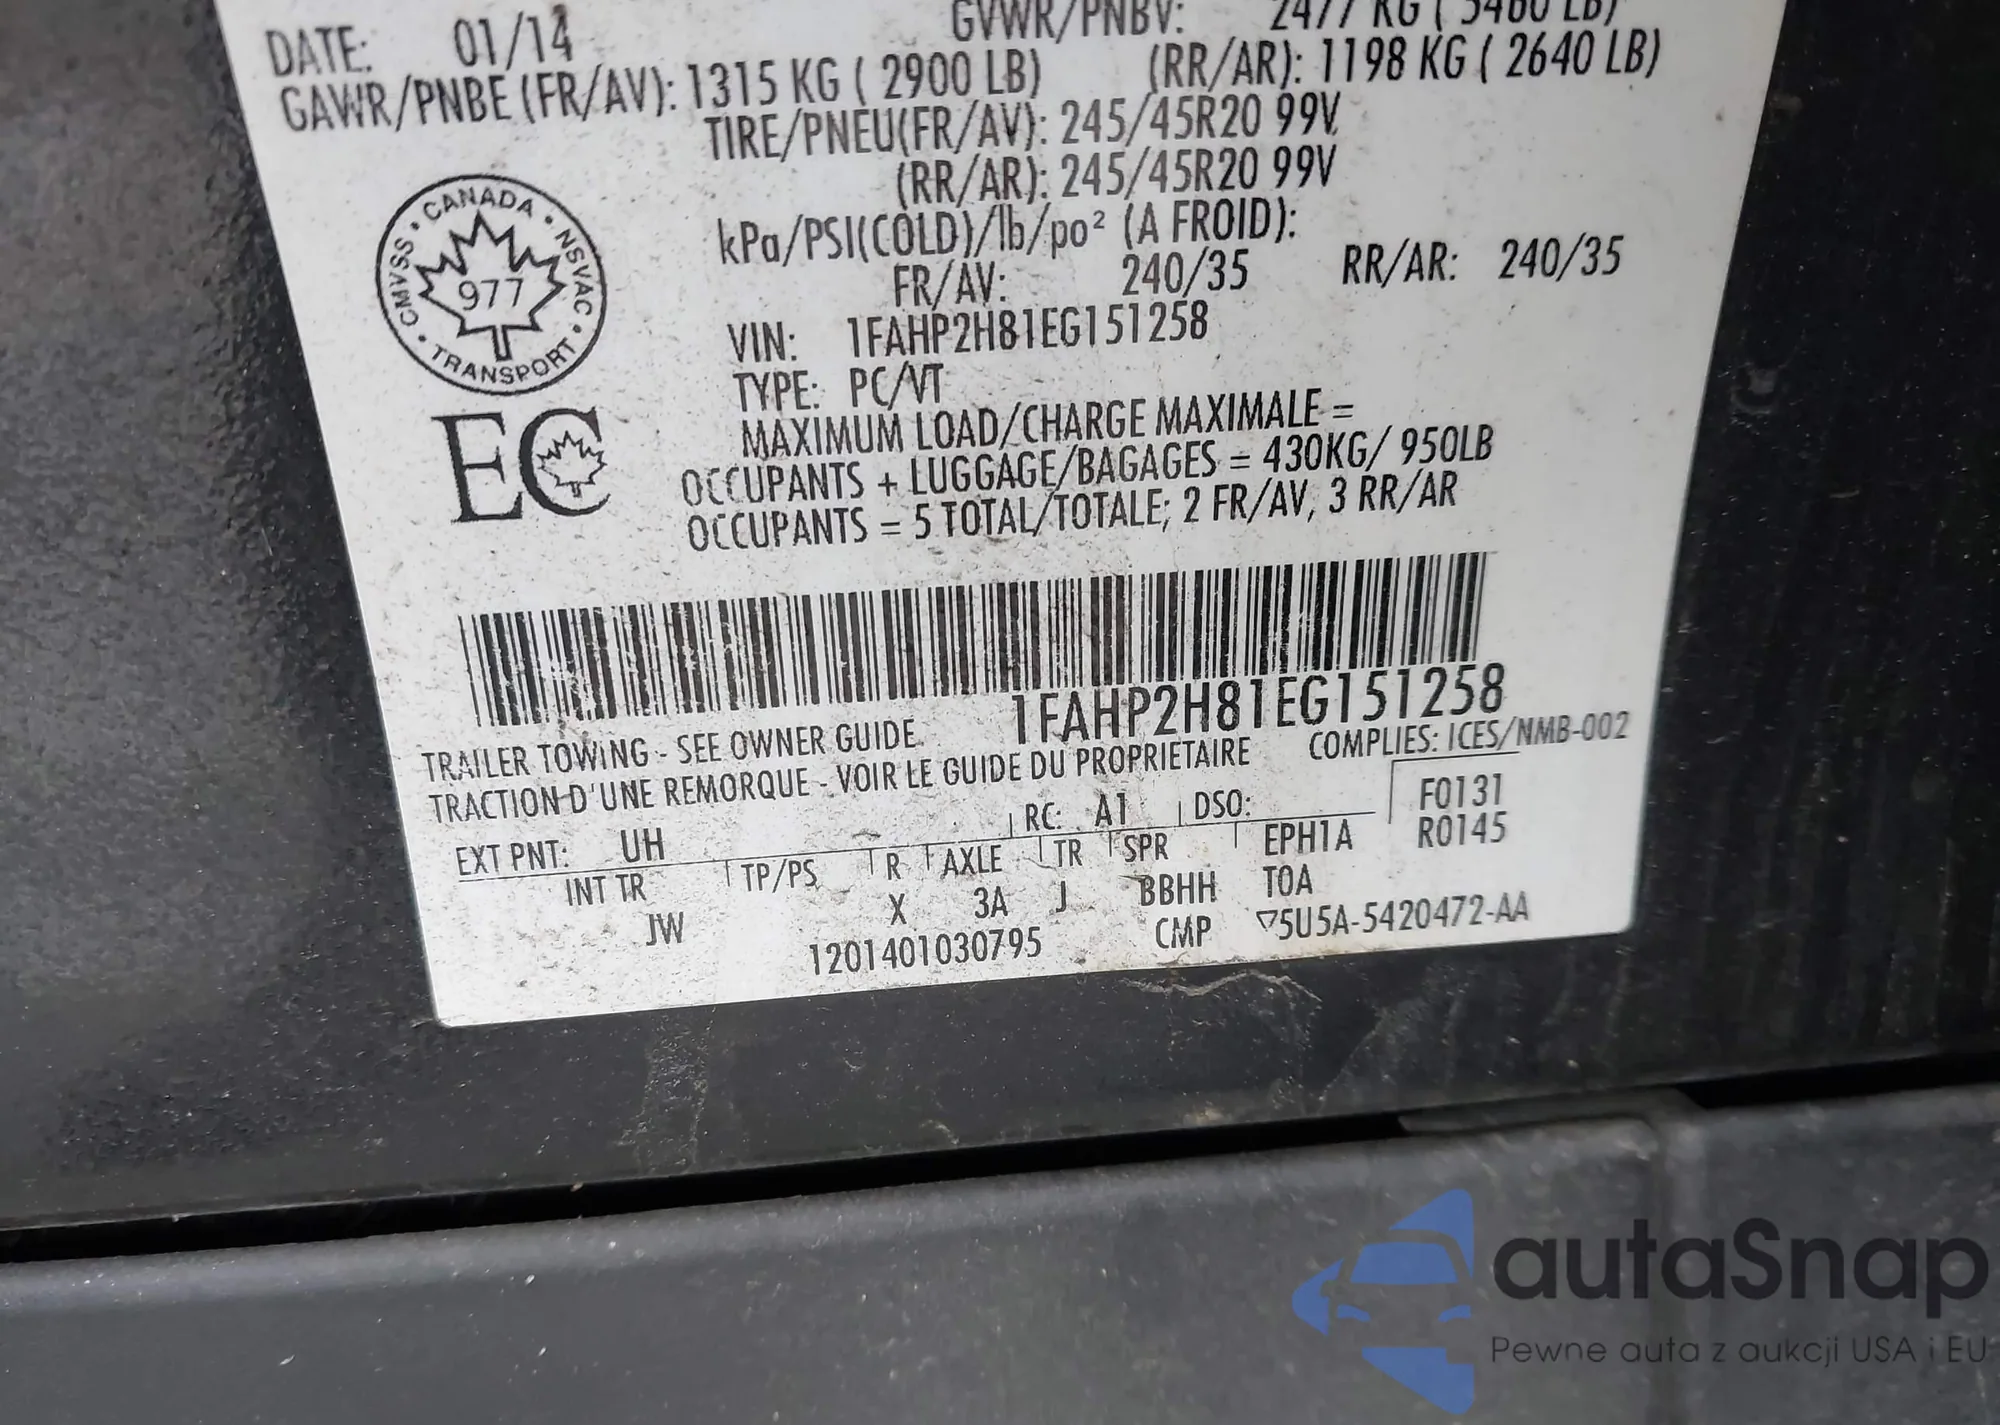 DATE: 01/14 GVWR/PNBV: 2477 KG ( 5460 LB)
GAWR/PNBE (FR/AV): 1315 KG ( 2900 LB) (RR/AR): 1198 KG ( 2640 LB)
TIRE/PNEU(FR/AV): 245/45R20 99V
(RR/AR): 245/45R20 99V
kPa/PSI(COLD)/lb/po² (A FROID):
FR/AV: 240/35 RR/AR: 240/35
CANADA · NSVAC · TRANSPORT · CMVSS ·
977
VIN: 1FAHP2H81EG151258
TYPE: PC/VT
EC
MAXIMUM LOAD/CHARGE MAXIMALE =
OCCUPANTS + LUGGAGE/BAGAGES = 430KG/ 950LB
OCCUPANTS = 5 TOTAL/TOTALE; 2 FR/AV, 3 RR/AR
1FAHP2H81EG151258
TRAILER TOWING - SEE OWNER GUIDE. COMPLIES: ICES/NMB-002
TRACTION D'UNE REMORQUE - VOIR LE GUIDE DU PROPRIETAIRE
EXT PNT: UH RC: A1 DSO: F0131
INT TR TP/PS R AXLE TR SPR EPH1A R0145
JW X 3A J BBHH TOA
1201401030795 CMP ▽5U5A-5420472-AA
autaSnap
Pewne auta z aukcji USA i EU